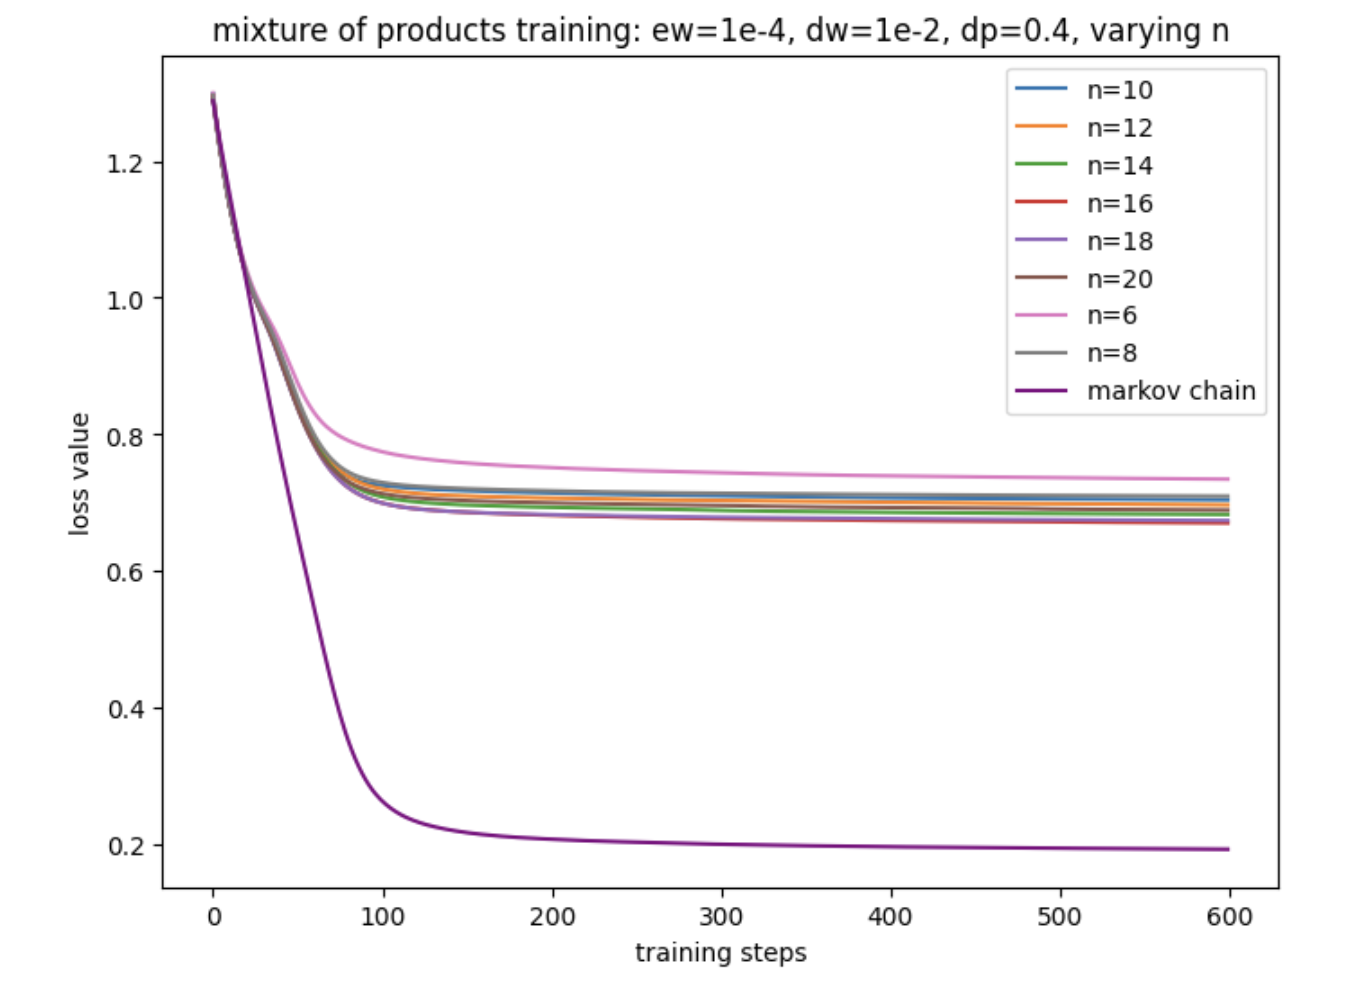 mixture of products training: ew=1e-4, dw=1e-2, dp=0.4, varying n
n=10
n=12
n=14
n=16
n=18
n=20
n=6
n=8
markov chain
loss value
1.2
1.0
0.8
0.6
0.4
0.2
0 100 200 300 400 500 600
training steps